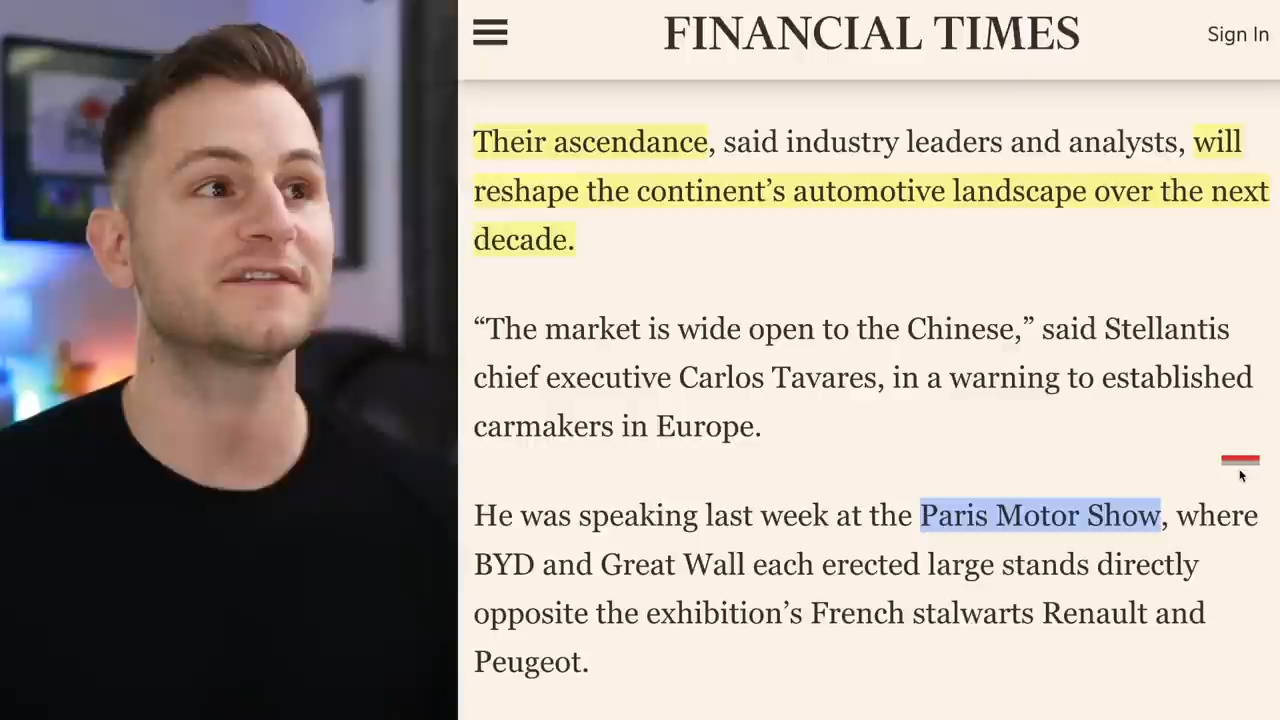 FINANCIAL TIMES
Sign In
Their ascendance, said industry leaders and analysts, will
reshape the continent’s automotive landscape over the next
decade.
“The market is wide open to the Chinese,” said Stellantis
chief executive Carlos Tavares, in a warning to established
carmakers in Europe.
He was speaking last week at the Paris Motor Show, where
BYD and Great Wall each erected large stands directly
opposite the exhibition’s French stalwarts Renault and
Peugeot.